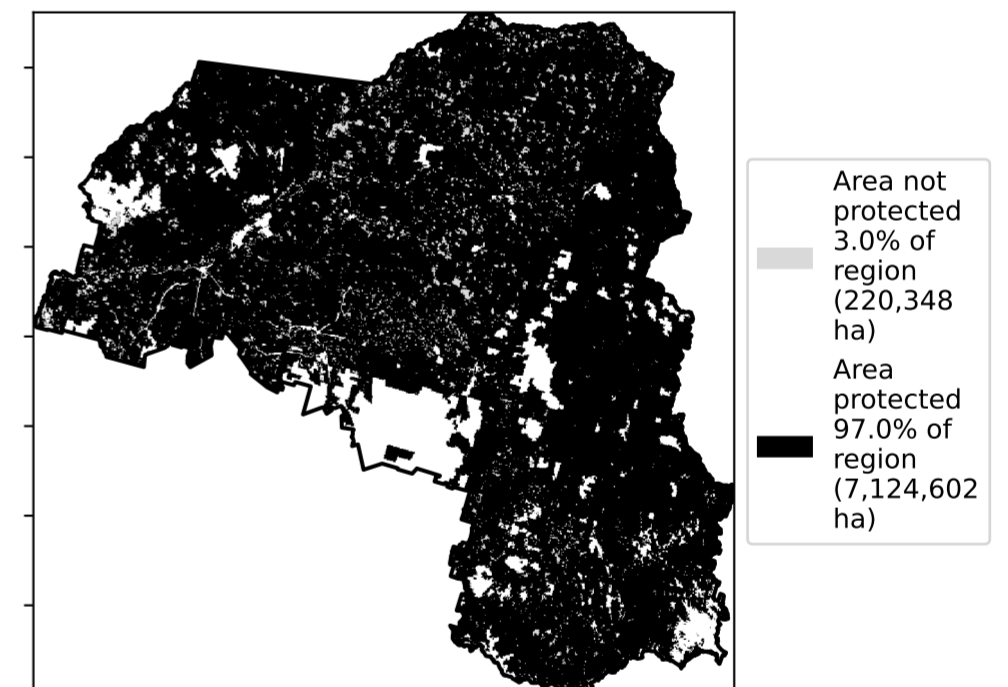 Area not
protected
3.0% of
region
(220,348
ha)
Area
protected
97.0% of
region
(7,124,602
ha)